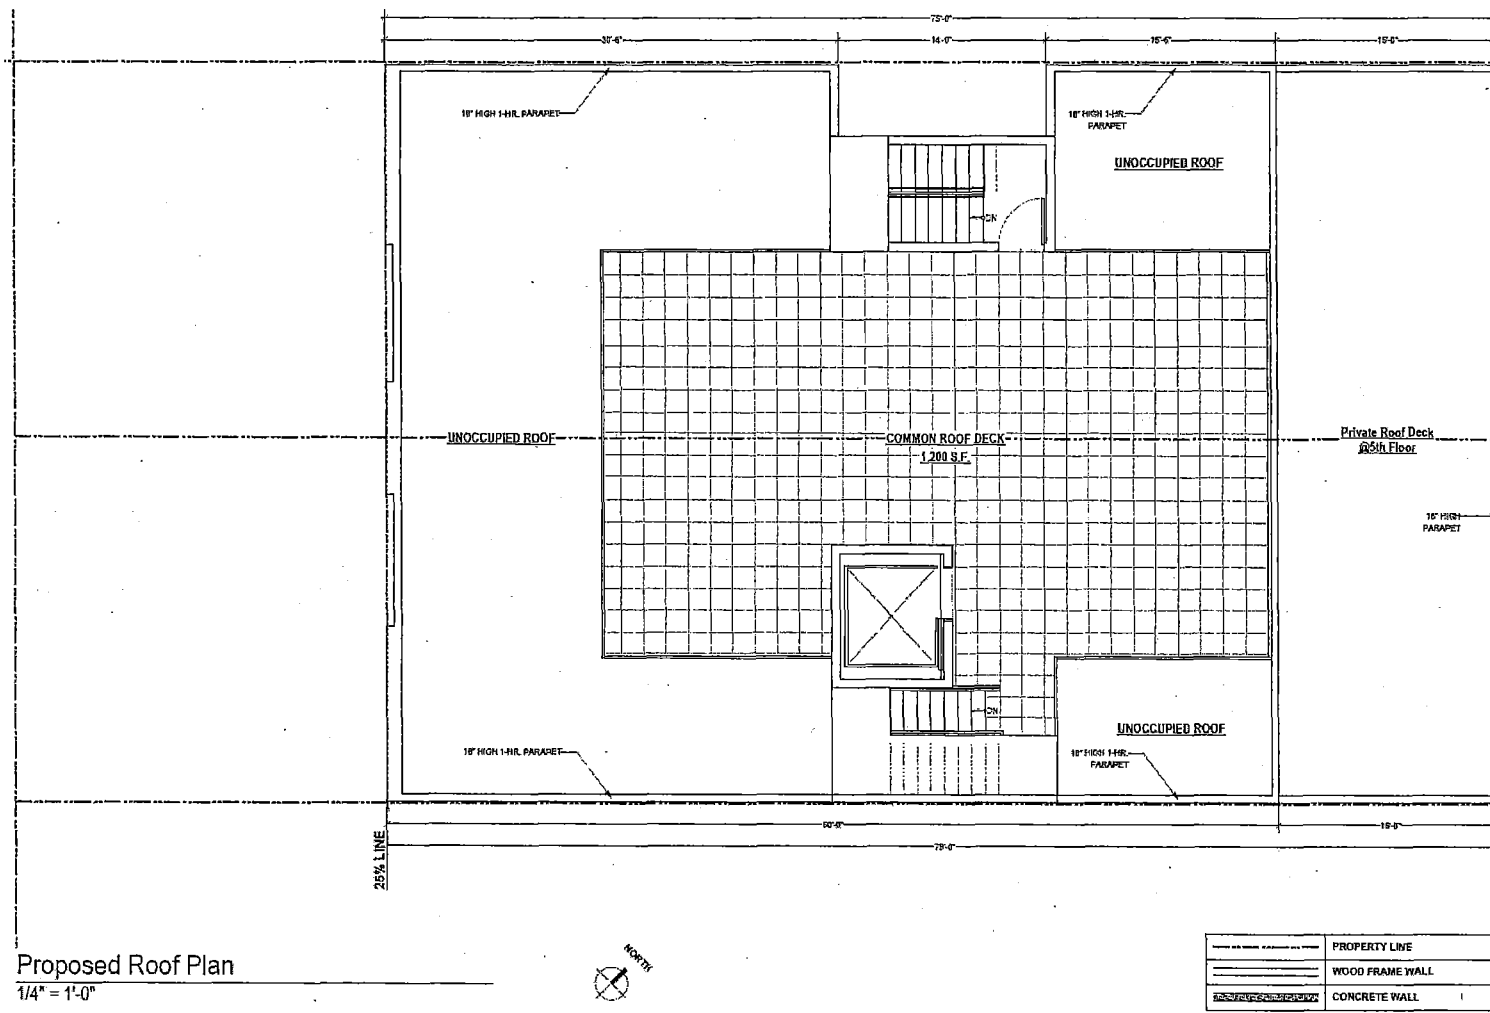 75'-0"
30'-6"
14'-0"
15'-6"
15'-0"
18" HIGH 1-HR. PARAPET
18" HIGH 1-HR.
PARAPET
UNOCCUPIED ROOF
DN
UNOCCUPIED ROOF
COMMON ROOF DECK
1,200 S.F.
Private Roof Deck
@5th Floor
16" HIGH
PARAPET
DN
UNOCCUPIED ROOF
18" HIGH 1-HR. PARAPET
18" HIGH 1-HR.
PARAPET
60'-0"
15'-0"
75'-0"
25% LINE
Proposed Roof Plan
1/4" = 1'-0"
NORTH
PROPERTY LINE
WOOD FRAME WALL
CONCRETE WALL